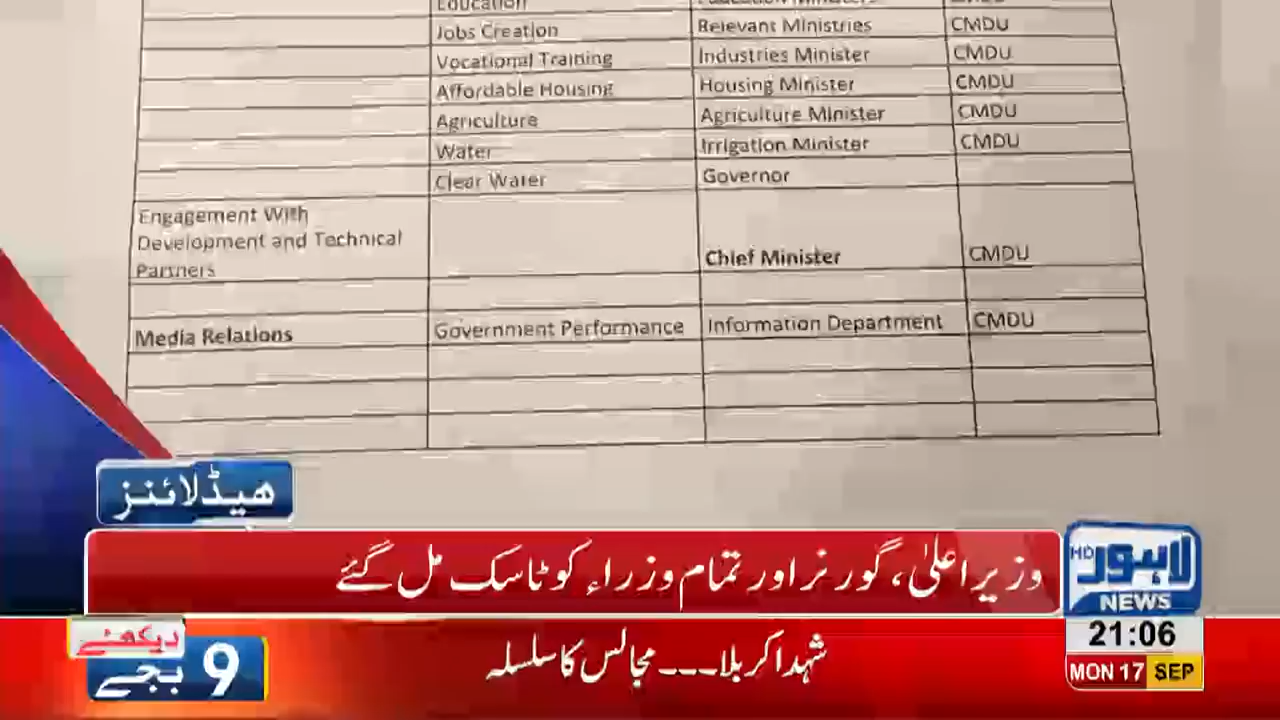 Education
Jobs Creation Relevant Ministries CMDU
Vocational Training Industries Minister CMDU
Affordable Housing Housing Minister CMDU
Agriculture Agriculture Minister CMDU
Water Irrigation Minister CMDU
Clear Water Governor
Engagement With
Development and Technical
Partners Chief Minister CMDU
Media Relations Government Performance Information Department CMDU
ہیڈلائنز
وزیراعلیٰ، گورنر اور تمام وزراء کو ٹاسک مل گئے
HD لاہور
NEWS
شہدا کربلا۔۔۔ مجالس کا سلسلہ
دیکھئے
9 بجے
21:06
MON 17 SEP